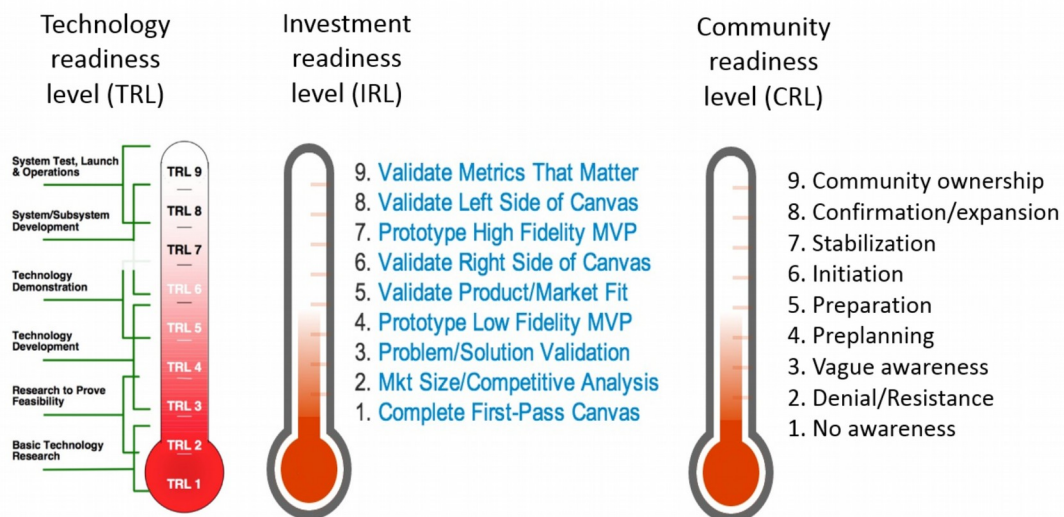 Technology
readiness
level (TRL)
System Test, Launch
& Operations
System/Subsystem
Development
Technology
Demonstration
Technology
Development
Research to Prove
Feasibility
Basic Technology
Research
TRL 9
TRL 8
TRL 7
TRL 6
TRL 5
TRL 4
TRL 3
TRL 2
TRL 1
Investment
readiness
level (IRL)
9. Validate Metrics That Matter
8. Validate Left Side of Canvas
7. Prototype High Fidelity MVP
6. Validate Right Side of Canvas
5. Validate Product/Market Fit
4. Prototype Low Fidelity MVP
3. Problem/Solution Validation
2. Mkt Size/Competitive Analysis
1. Complete First-Pass Canvas
Community
readiness
level (CRL)
9. Community ownership
8. Confirmation/expansion
7. Stabilization
6. Initiation
5. Preparation
4. Preplanning
3. Vague awareness
2. Denial/Resistance
1. No awareness